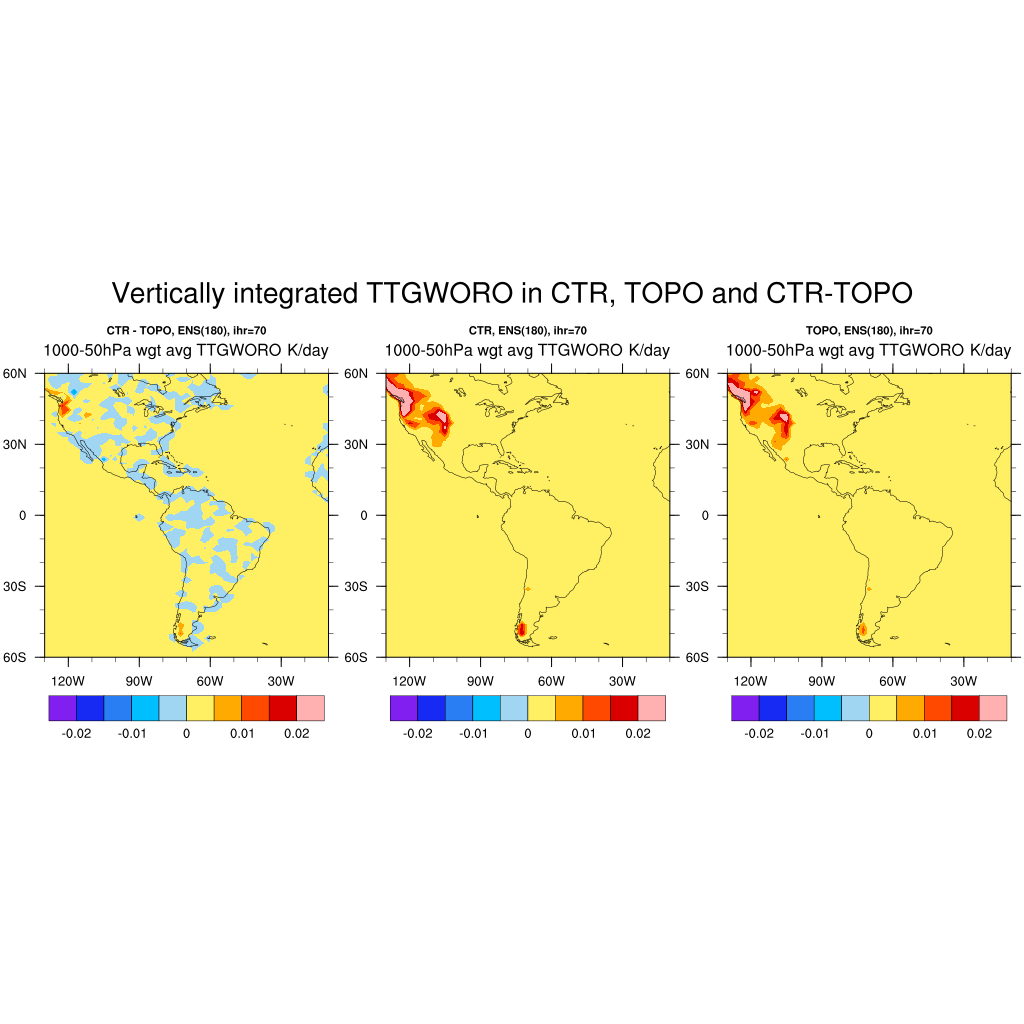 Vertically integrated TTGWORO in CTR, TOPO and CTR-TOPO
CTR - TOPO, ENS(180), ihr=70
1000-50hPa wgt avg TTGWORO K/day
60N
30N
0
30S
60S
120W 90W 60W 30W
-0.02 -0.01 0 0.01 0.02
CTR, ENS(180), ihr=70
1000-50hPa wgt avg TTGWORO K/day
60N
30N
0
30S
60S
120W 90W 60W 30W
-0.02 -0.01 0 0.01 0.02
TOPO, ENS(180), ihr=70
1000-50hPa wgt avg TTGWORO K/day
60N
30N
0
30S
60S
120W 90W 60W 30W
-0.02 -0.01 0 0.01 0.02